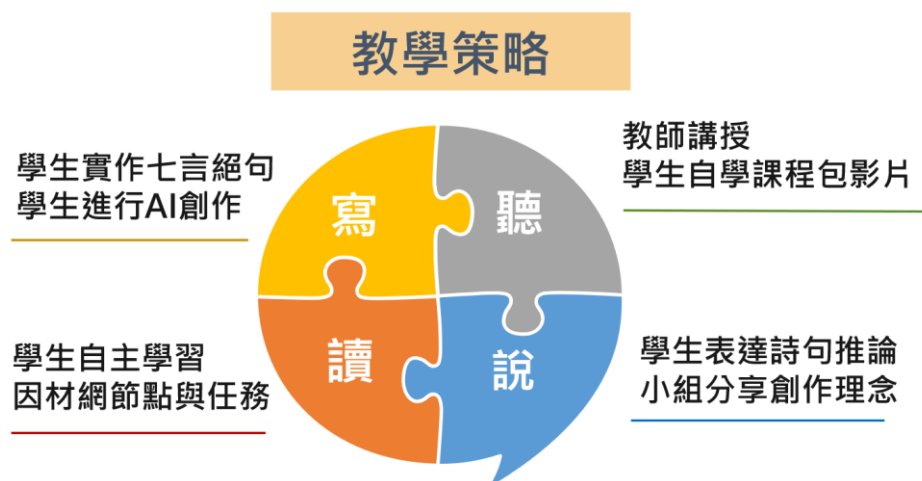 教學策略
學生實作七言絕句
學生進行AI創作
寫
聽
教師講授
學生自學課程包影片
學生自主學習
因材網節點與任務
讀
說
學生表達詩句推論
小組分享創作理念